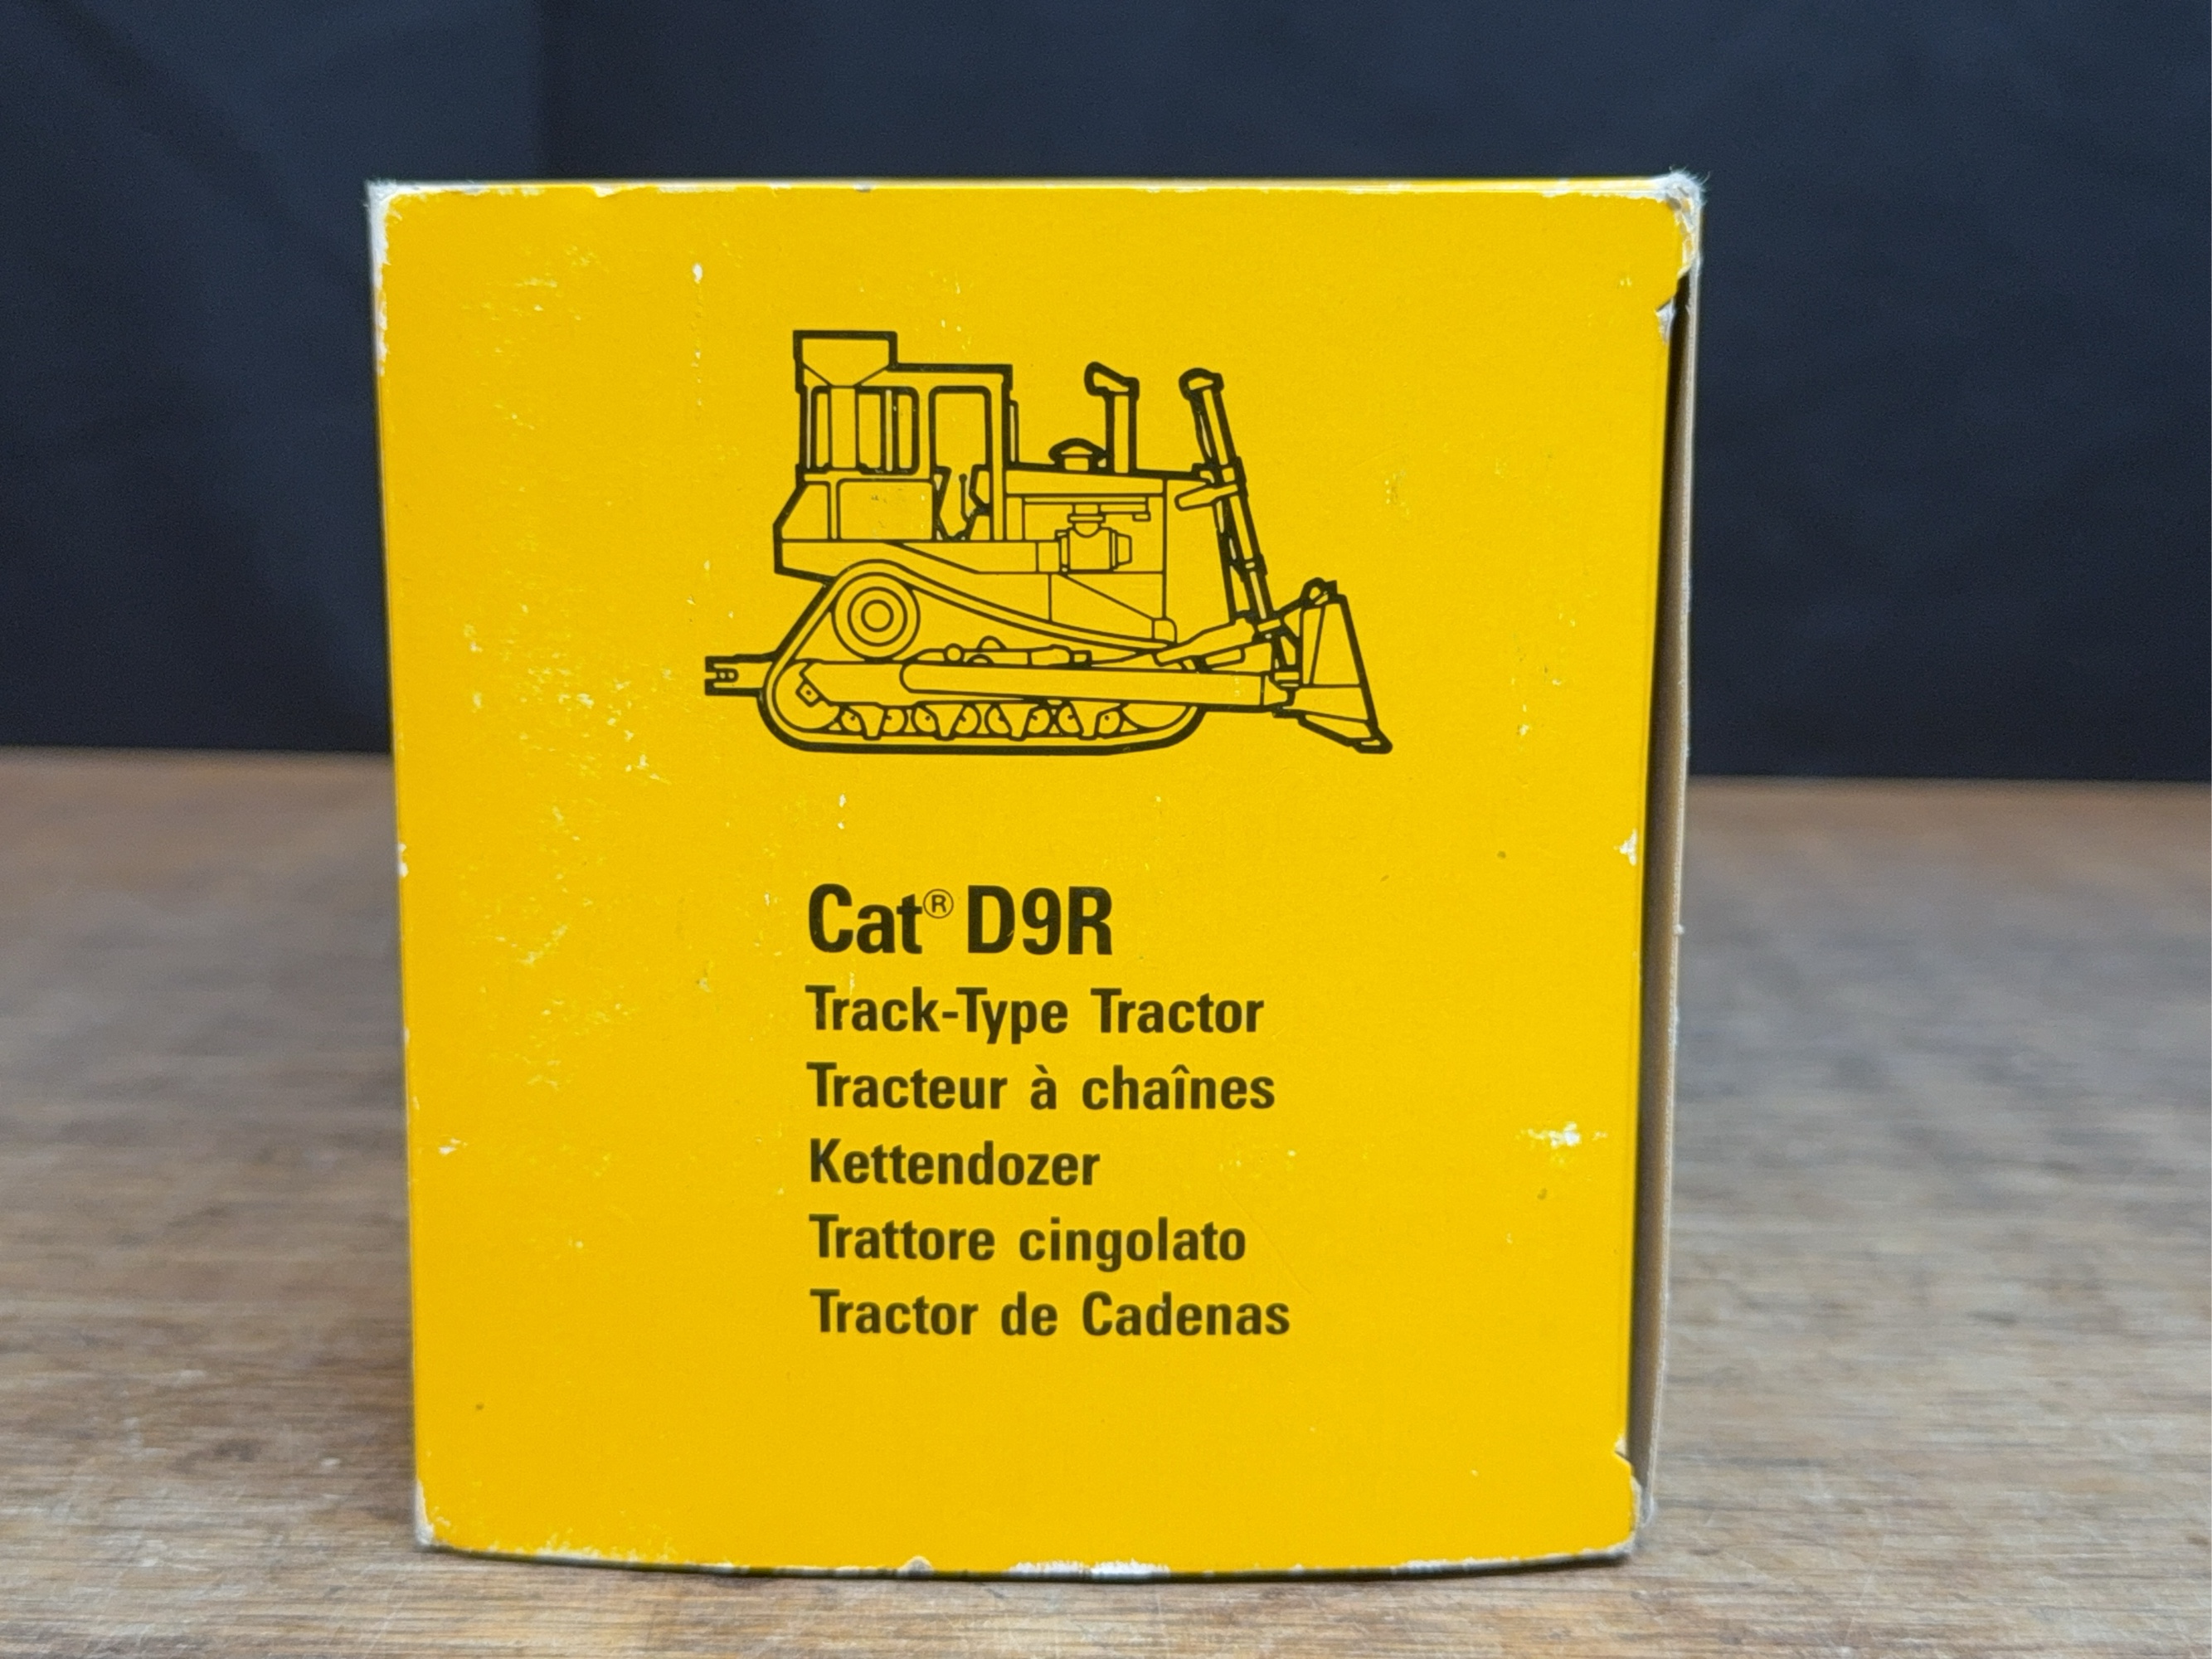 Cat® D9R
Track-Type Tractor
Tracteur à chaînes
Kettendozer
Trattore cingolato
Tractor de Cadenas